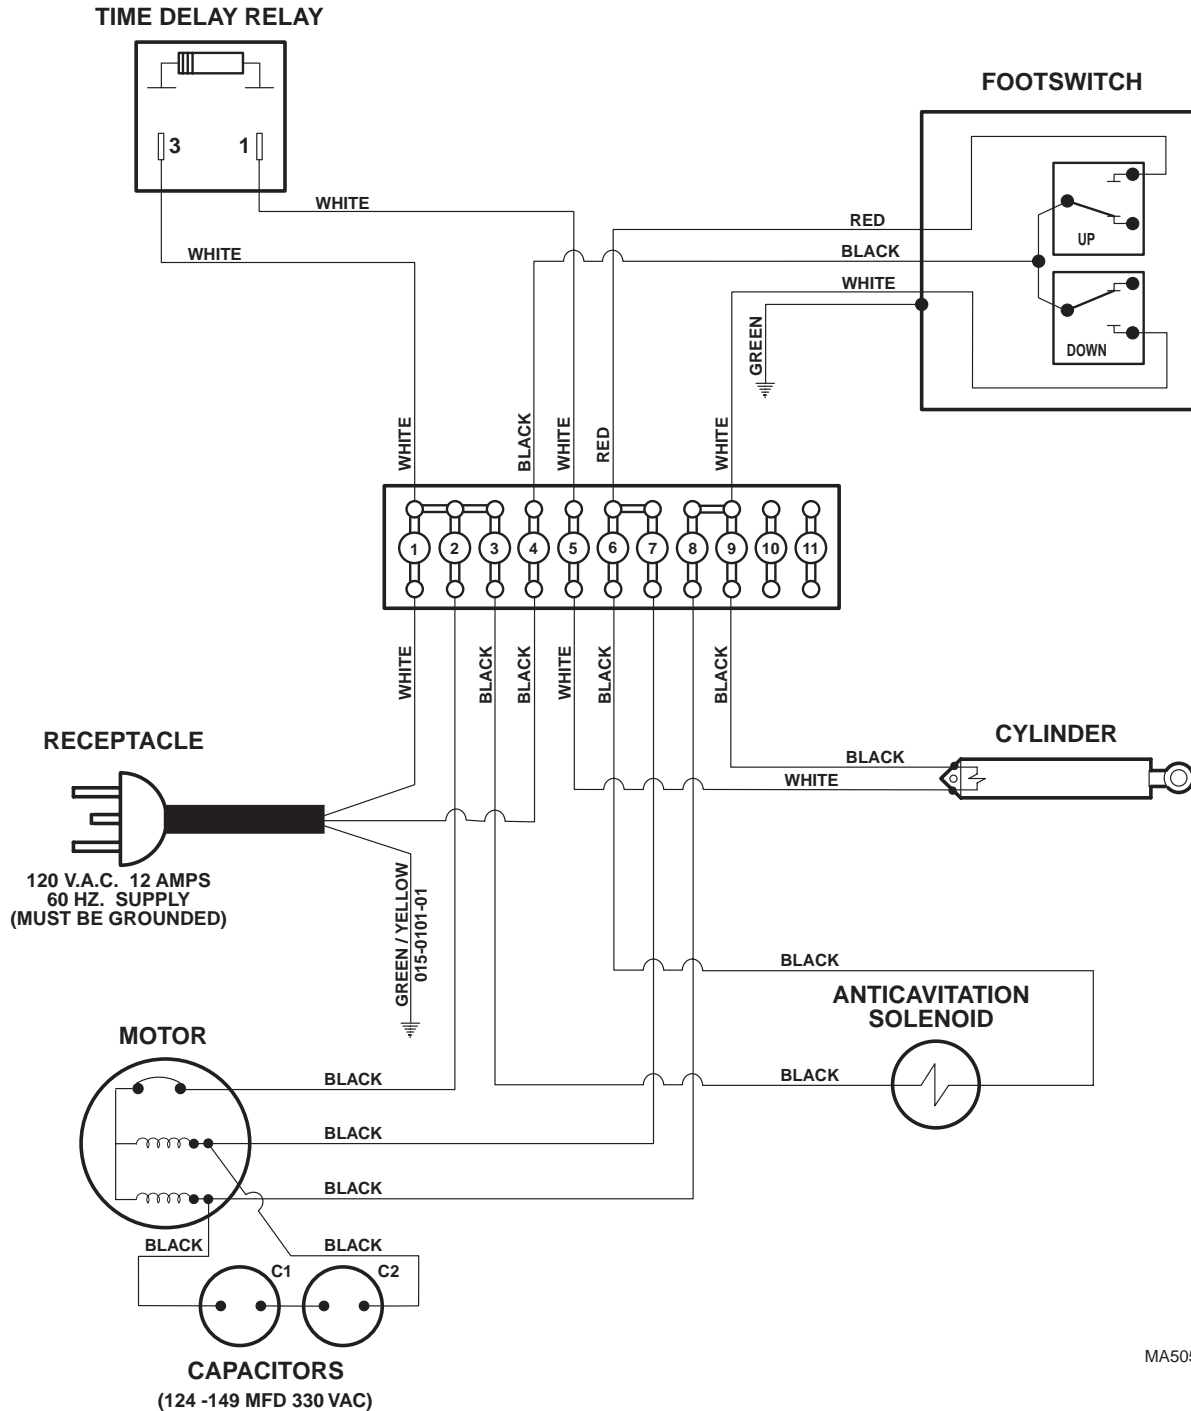 TIME DELAY RELAY
3
1
WHITE
WHITE
FOOTSWITCH
RED
BLACK
WHITE
GREEN
UP
DOWN
WHITE
BLACK
WHITE
RED
WHITE
1
2
3
4
5
6
7
8
9
10
11
WHITE
BLACK
BLACK
WHITE
BLACK
BLACK
RECEPTACLE
120 V.A.C. 12 AMPS
60 HZ. SUPPLY
(MUST BE GROUNDED)
GREEN / YELLOW
015-0101-01
CYLINDER
BLACK
WHITE
BLACK
ANTICAVITATION
SOLENOID
BLACK
MOTOR
BLACK
BLACK
BLACK
BLACK
BLACK
C1
C2
CAPACITORS
(124 -149 MFD 330 VAC)
MA505